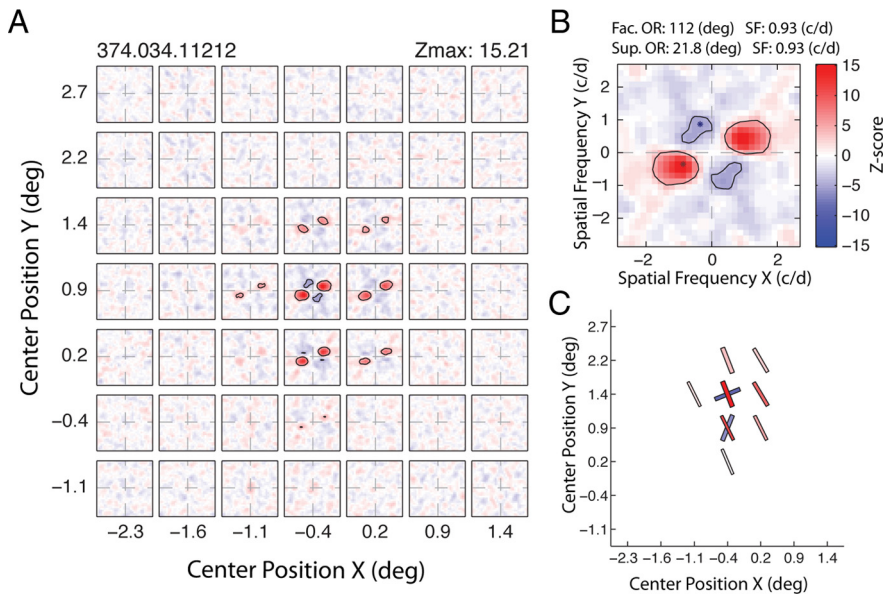 A
374.034.11212 Zmax: 15.21
Center Position Y (deg)
2.7
2.2
1.4
0.9
0.2
−0.4
−1.1
−2.3 −1.6 −1.1 −0.4 0.2 0.9 1.4
Center Position X (deg)
B
Fac. OR: 112 (deg) SF: 0.93 (c/d)
Sup. OR: 21.8 (deg) SF: 0.93 (c/d)
Spatial Frequency Y (c/d)
2
1
0
−1
−2
−2 0 2
Spatial Frequency X (c/d)
15
10
5
0
−5
−10
−15
Z-score
C
Center Position Y (deg)
2.7
2.2
1.4
0.9
0.2
−0.4
−1.1
−2.3 −1.6 −1.1 −0.4 0.2 0.9 1.4
Center Position X (deg)